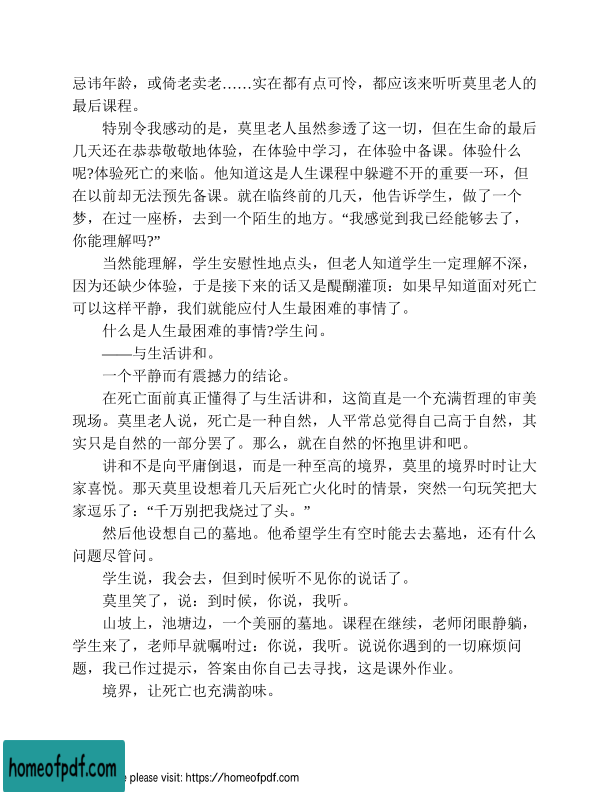 忌讳年龄，或倚老卖老……实在都有点可怜，都应该来听听莫里老人的
最后课程。
特别令我感动的是，莫里老人虽然参透了这一切，但在生命的最后
几天还在恭恭敬敬地体验，在体验中学习，在体验中备课。体验什么
呢?体验死亡的来临。他知道这是人生课程中躲避不开的重要一环，但
在以前却无法预先备课。就在临终前的几天，他告诉学生，做了一个
梦，在过一座桥，去到一个陌生的地方。“我感觉到我已经能够去了，
你能理解吗?”
当然能理解，学生安慰性地点头，但老人知道学生一定理解不深，
因为还缺少体验，于是接下来的话又是醍醐灌顶：如果早知道面对死亡
可以这样平静，我们就能应付人生最困难的事情了。
什么是人生最困难的事情?学生问。
——与生活讲和。
一个平静而有震撼力的结论。
在死亡面前真正懂得了与生活讲和，这简直是一个充满哲理的审美
现场。莫里老人说，死亡是一种自然，人平常总觉得自己高于自然，其
实只是自然的一部分罢了。那么，就在自然的怀抱里讲和吧。
讲和不是向平庸倒退，而是一种至高的境界，莫里的境界时时让大
家喜悦。那天莫里设想着几天后死亡火化时的情景，突然一句玩笑把大
家逗乐了：“千万别把我烧过了头。”
然后他设想自己的墓地。他希望学生有空时能去去墓地，还有什么
问题尽管问。
学生说，我会去，但到时候听不见你的说话了。
莫里笑了，说：到时候，你说，我听。
山坡上，池塘边，一个美丽的墓地。课程在继续，老师闭眼静躺，
学生来了，老师早就嘱咐过：你说，我听。说说你遇到的一切麻烦问
题，我已作过提示，答案由你自己去寻找，这是课外作业。
境界，让死亡也充满韵味。
homeofpdf.com
e please visit: https://homeofpdf.com